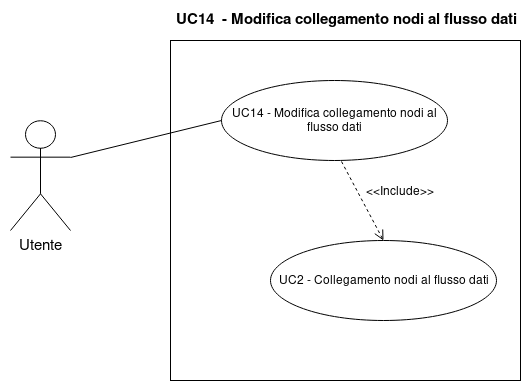 UC14 - Modifica collegamento nodi al flusso dati
UC14 - Modifica collegamento nodi al
flusso dati
<<Include>>
Utente
UC2 - Collegamento nodi al flusso dati